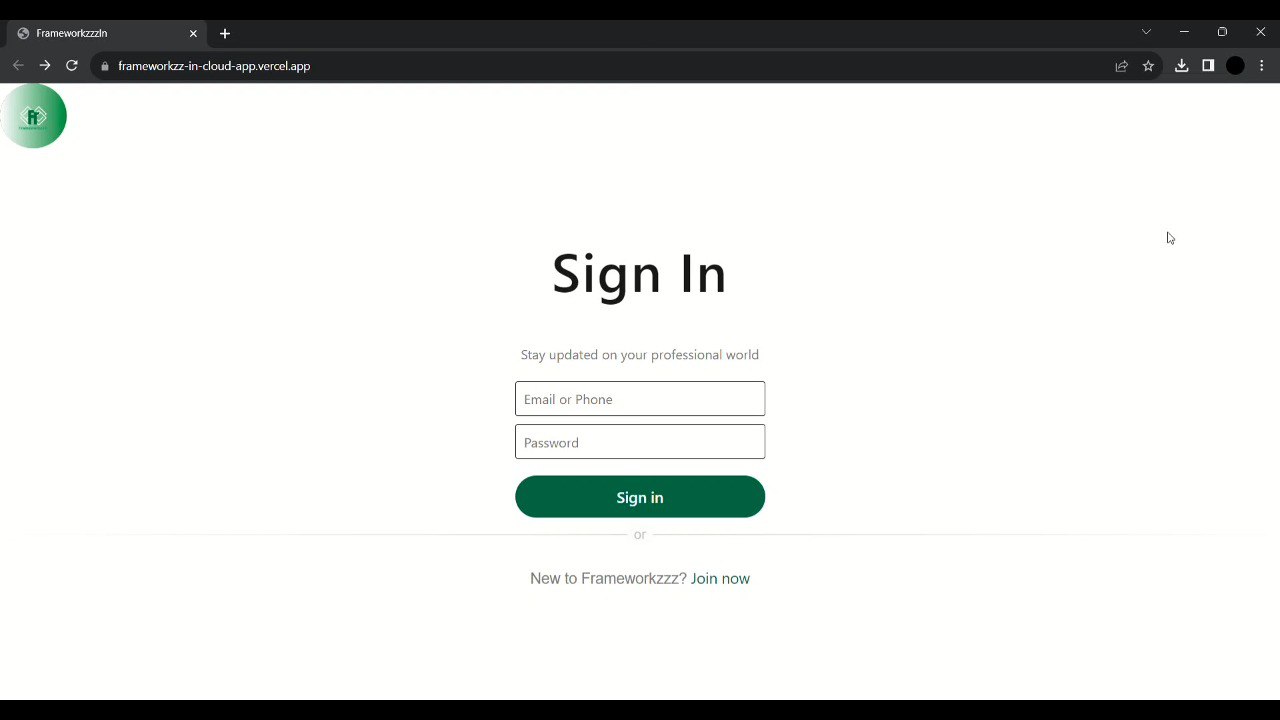 FrameworkzzzIn
frameworkzz-in-cloud-app.vercel.app
Sign In
Stay updated on your professional world
Email or Phone
Password
Sign in
or
New to Frameworkzzz? Join now